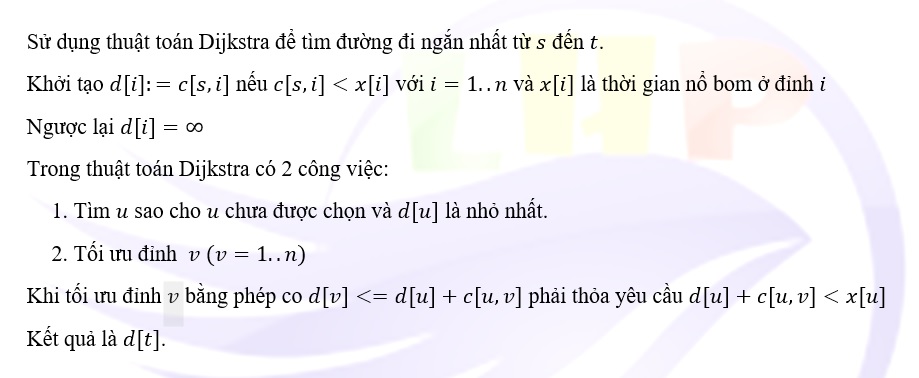 Sử dụng thuật toán Dijkstra để tìm đường đi ngắn nhất từ s đến t.
Khởi tạo d[i]: = c[s, i] nếu c[s, i] < x[i] với i = 1..n và x[i] là thời gian nổ bom ở đỉnh i
Ngược lại d[i] = ∞
Trong thuật toán Dijkstra có 2 công việc:
1. Tìm u sao cho u chưa được chọn và d[u] là nhỏ nhất.
2. Tối ưu đỉnh v (v = 1..n)
Khi tối ưu đỉnh v bằng phép co d[v] <= d[u] + c[u, v] phải thỏa yêu cầu d[u] + c[u, v] < x[u]
Kết quả là d[t].
LHP